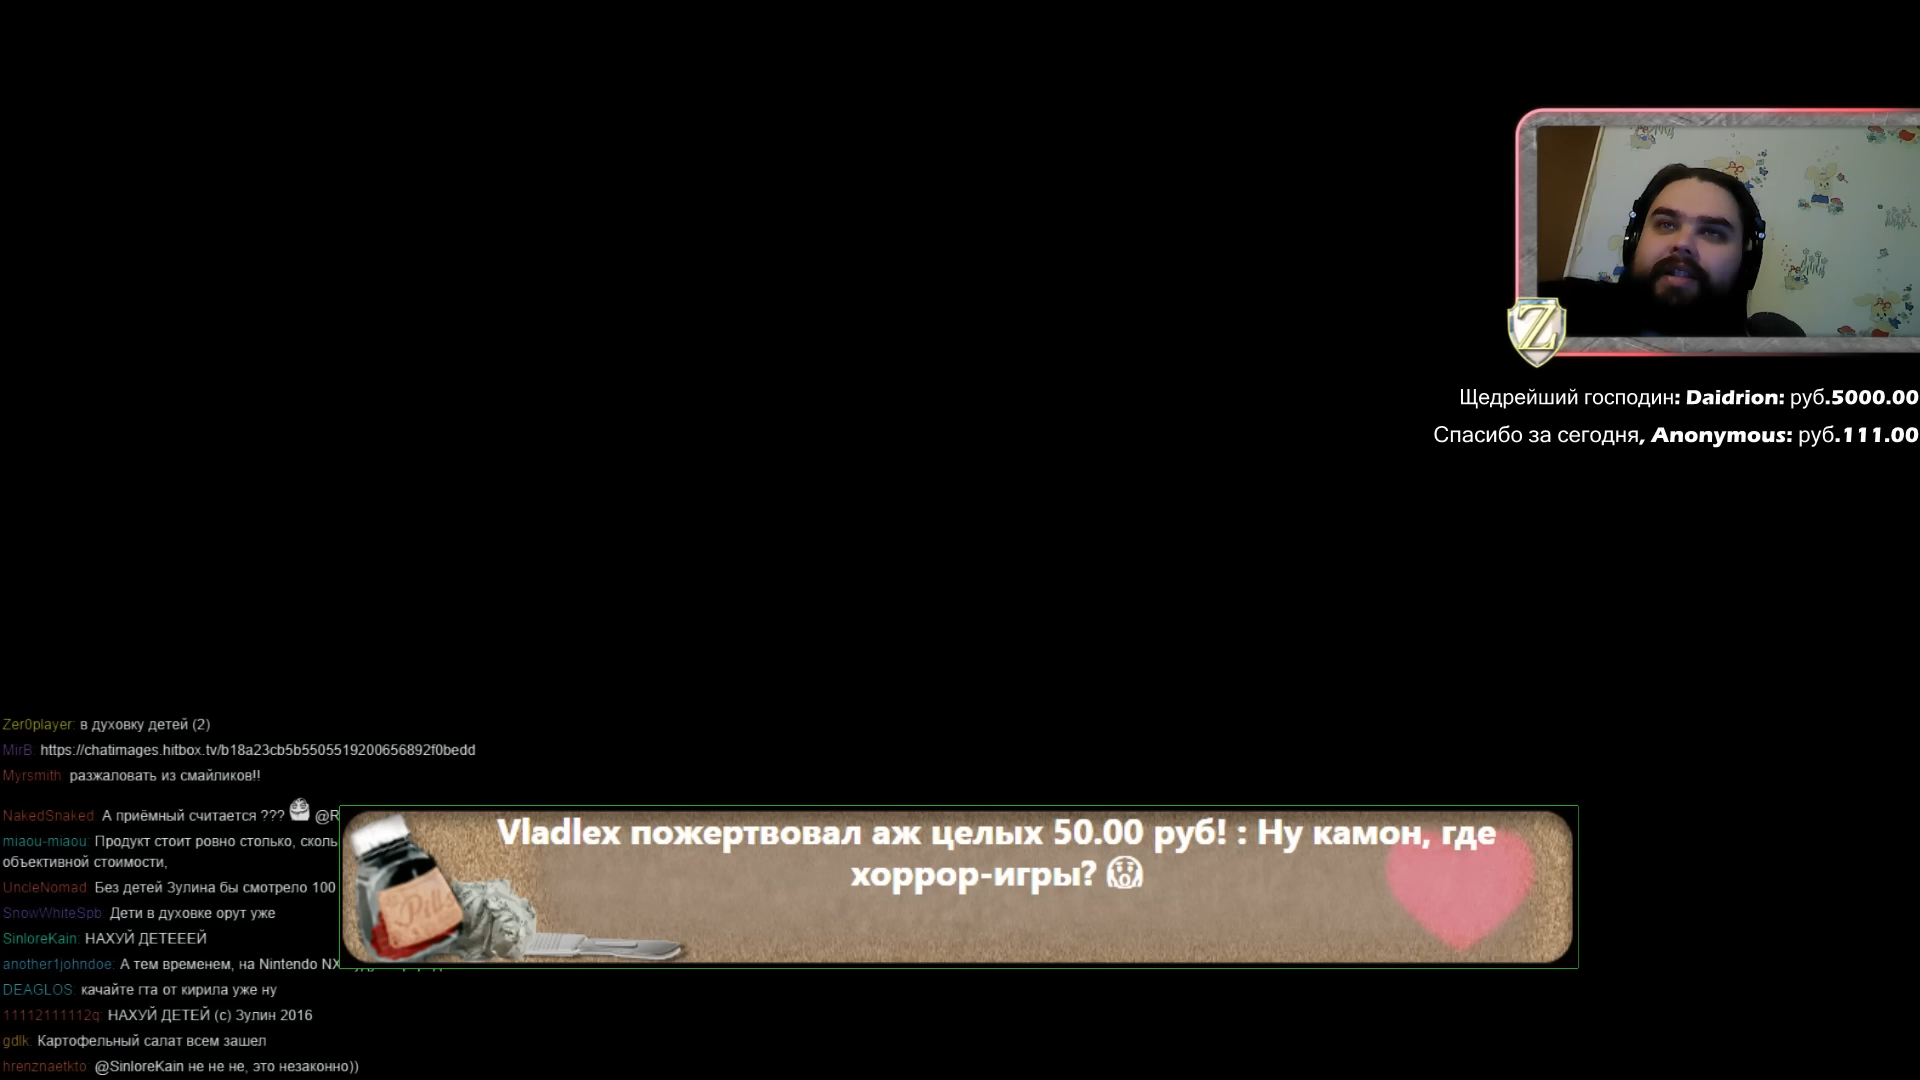 Z
Щедрейший господин: Daidrion: руб.5000.00
Спасибо за сегодня, Anonymous: руб.111.00
Zer0player: в духовку детей (2)
MirB: https://chatimages.hitbox.tv/b18a23cb5b5505519200656892f0bedd
Myrsmith: разжаловать из смайликов!!
NakedSnaked: А приёмный считается ??? @R
miaou-miaou: Продукт стоит ровно столько, сколь
объективной стоимости,
UncleNomad: Без детей Зулина бы смотрело 100
SnowWhiteSpb: Дети в духовке орут уже
SinloreKain: НАХУЙ ДЕТЕЕЕЙ
another1johndoe: А тем временем, на Nintendo NX
DEAGLOS: качайте гта от кирила уже ну
11112111112q: НАХУЙ ДЕТЕЙ (с) Зулин 2016
gdlk: Картофельный салат всем зашел
hrenznaetkto: @SinloreKain не не не, это незаконно))
Vladlex пожертвовал аж целых 50.00 руб! : Ну камон, где
хоррор-игры? 😱
Pills